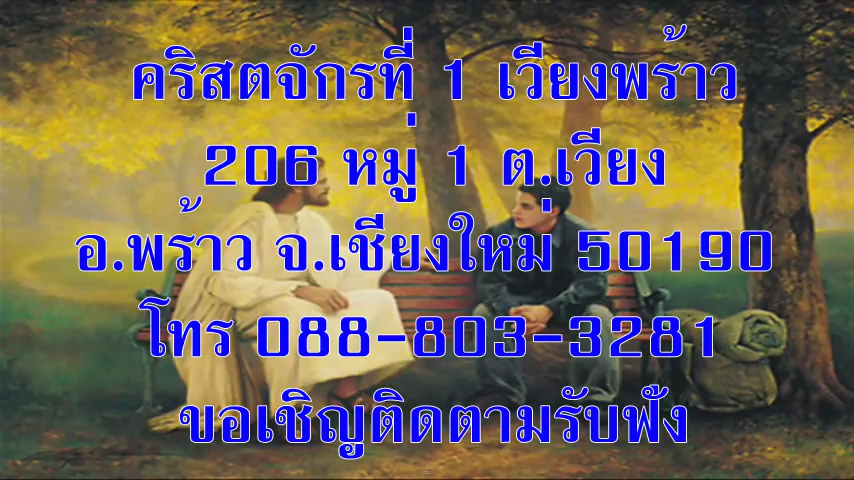 คริสตจักรที่ 1 เวียงพร้าว
206 หมู่ 1 ต.เวียง
อ.พร้าว จ.เชียงใหม่ 50190
โทร 088-803-3281
ขอเชิญติดตามรับฟัง